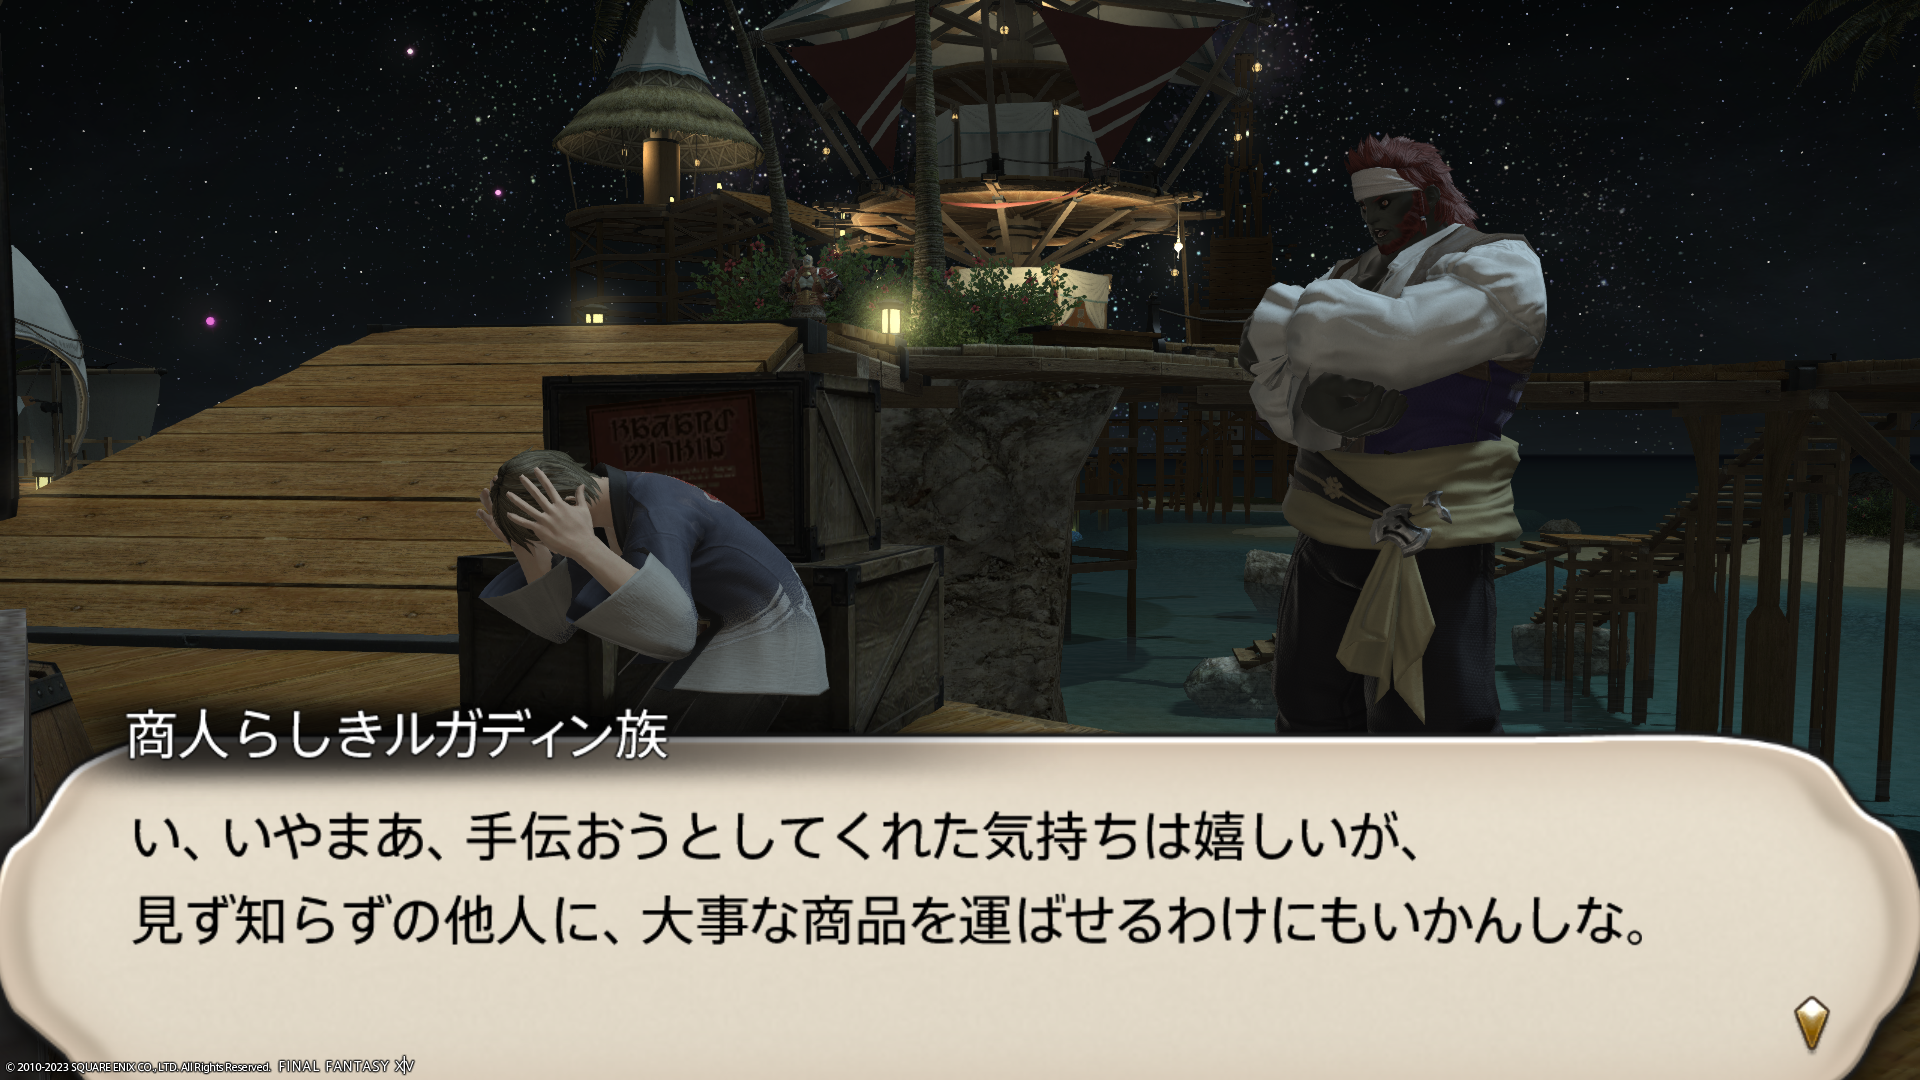 商人らしきルガディン族
い、いやまあ、手伝おうとしてくれた気持ちは嬉しいが、
見ず知らずの他人に、大事な商品を運ばせるわけにもいかんしな。
© 2010-2023 SQUARE ENIX CO., LTD. All Rights Reserved. FINAL FANTASY XIV